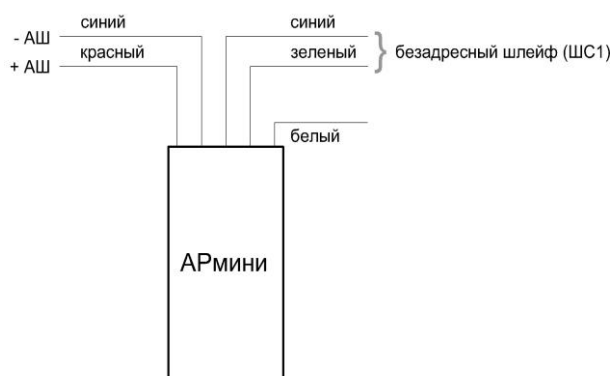 синий синий
- АШ
красный зеленый безадресный шлейф (ШС1)
+ АШ
белый
АРмини